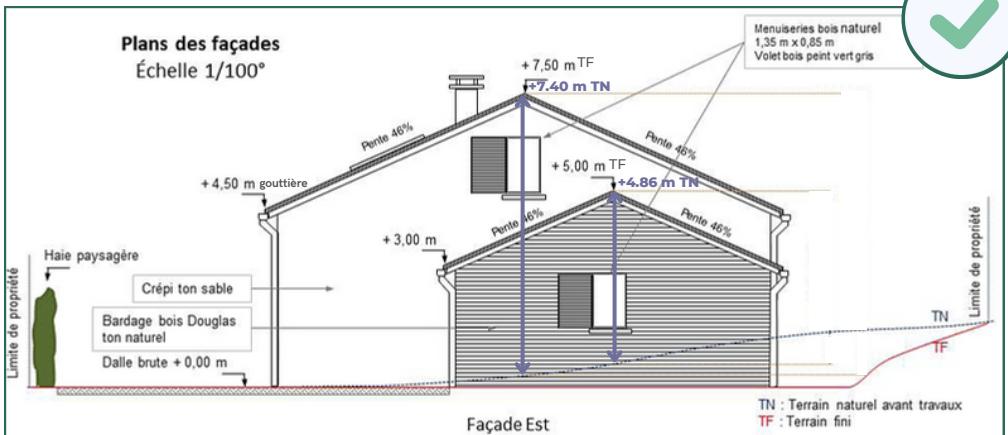 Plans des façades
Échelle 1/100°
Menuiseries bois naturel
1,35 m x 0,85 m
Volet bois peint vert gris
+ 7,50 m TF
+7.40 m TN
Pente 46%
Pente 46%
+ 5,00 m TF
+4.86 m TN
+ 4,50 m gouttière
Pente 46%
Pente 46%
+ 3,00 m
Haie paysagère
Limite de propriété
Limite de propriété
Crépi ton sable
Bardage bois Douglas
ton naturel
Dalle brute + 0,00 m
TN
TF
TN : Terrain naturel avant travaux
TF : Terrain fini
Façade Est